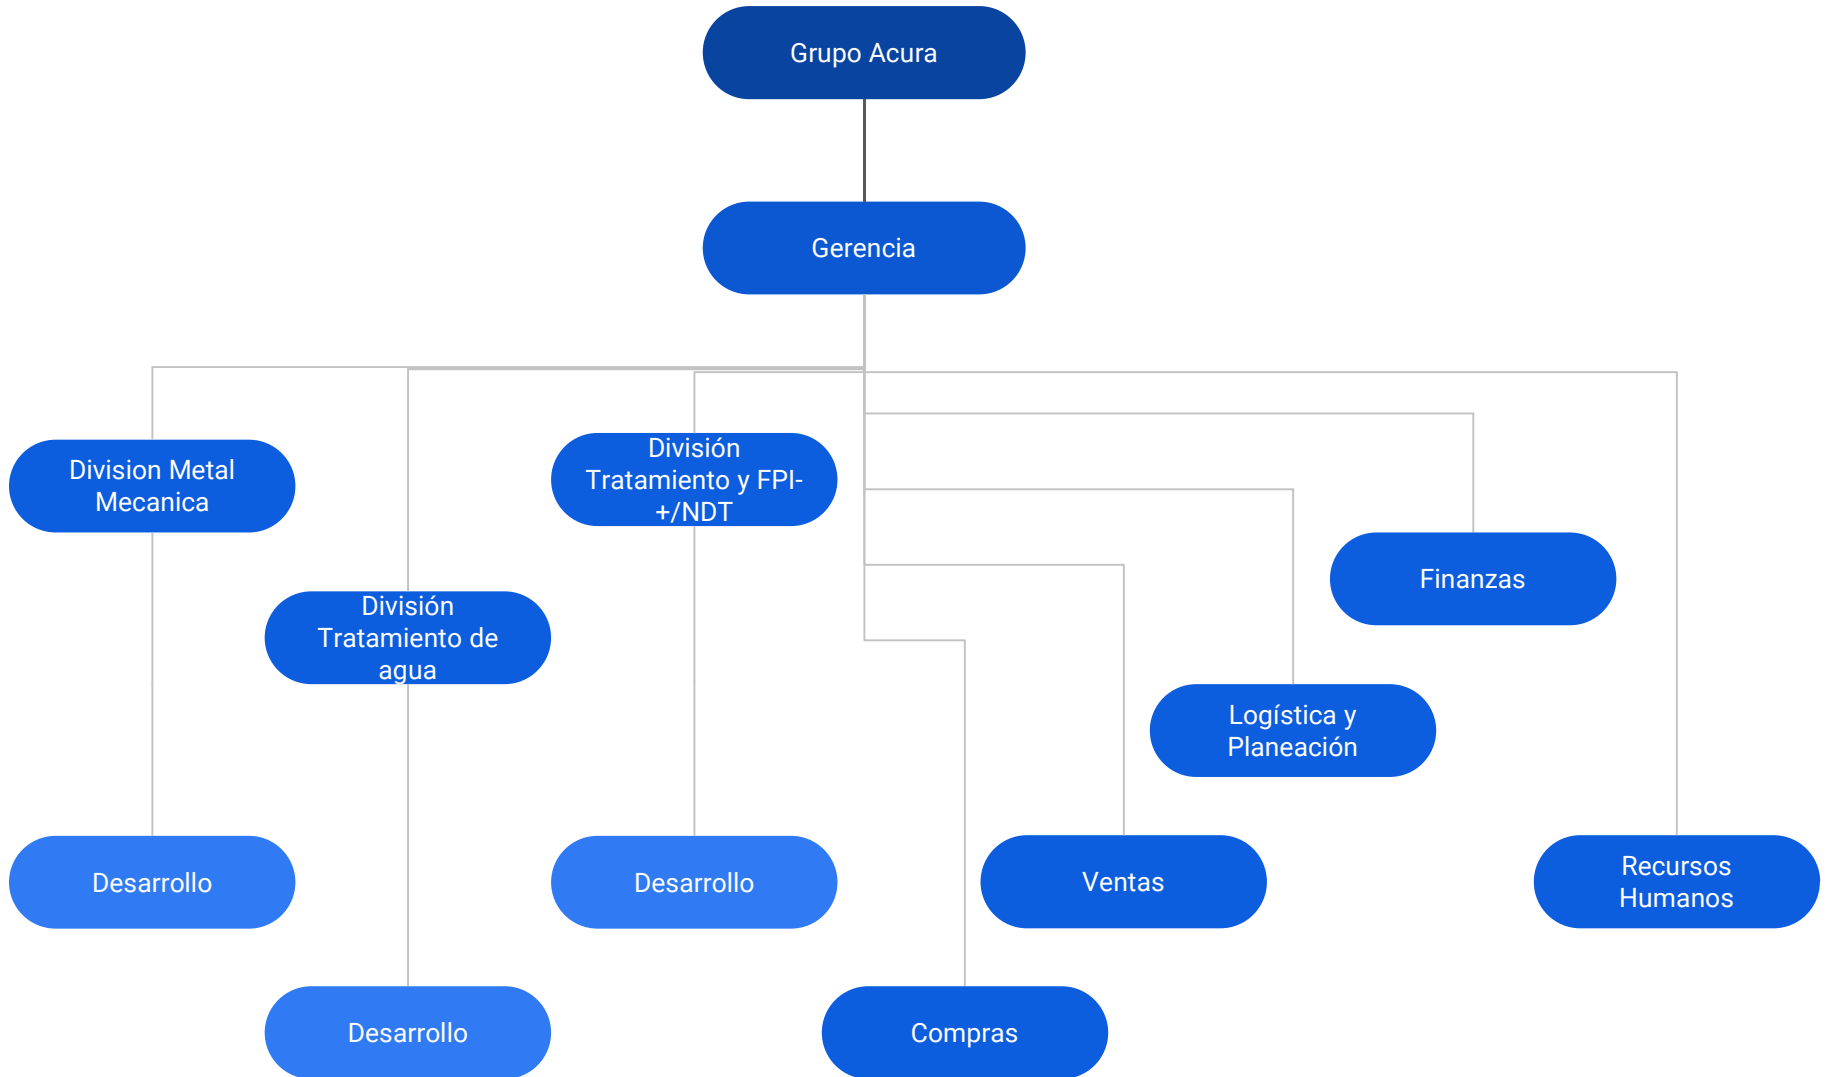 Grupo Acura
Gerencia
Division Metal
Mecanica
División
Tratamiento y FPI-
+/NDT
División
Tratamiento de
agua
Finanzas
Logística y
Planeación
Desarrollo
Desarrollo
Ventas
Recursos
Humanos
Desarrollo
Compras